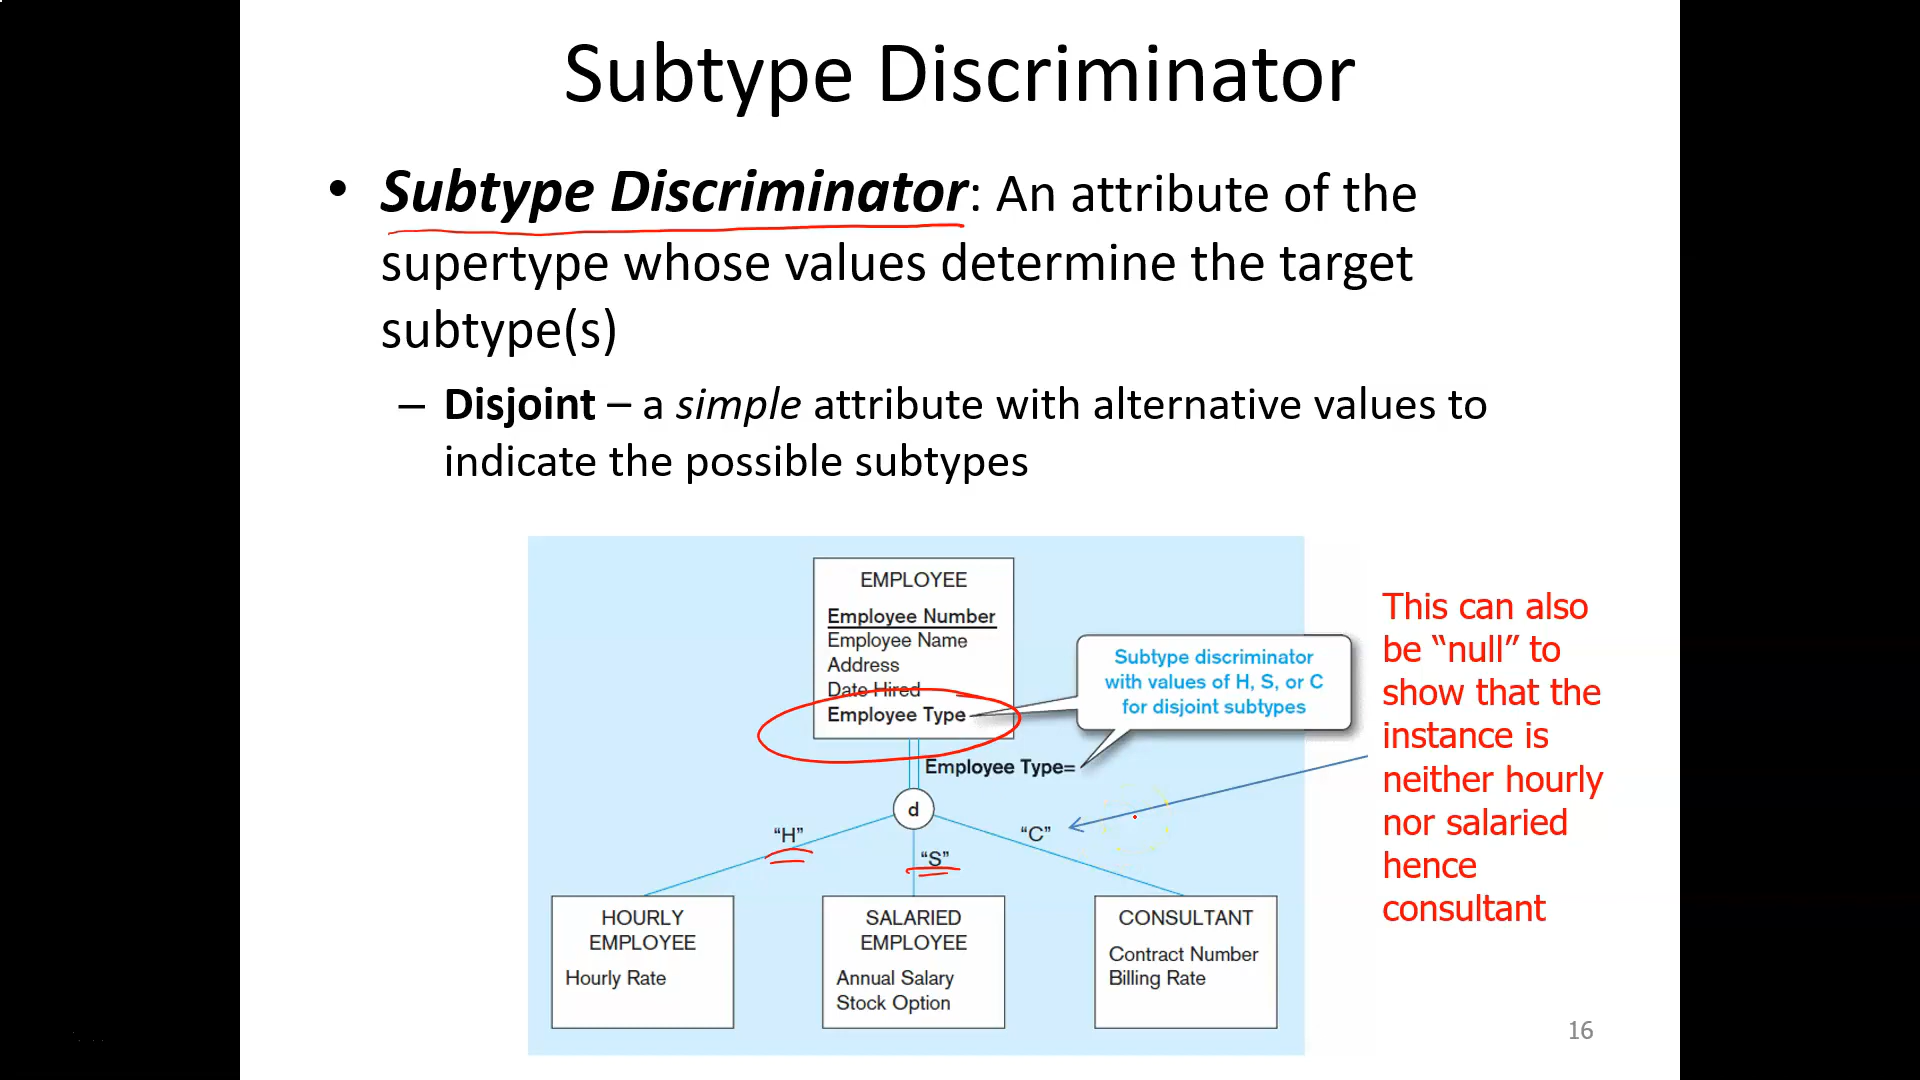 Subtype Discriminator
• Subtype Discriminator: An attribute of the
supertype whose values determine the target
subtype(s)
– Disjoint – a simple attribute with alternative values to
indicate the possible subtypes
EMPLOYEE
Employee Number
Employee Name
Address
Date Hired
Employee Type
Subtype discriminator
with values of H, S, or C
for disjoint subtypes
Employee Type=
d
“H”
“S”
“C”
HOURLY
EMPLOYEE
Hourly Rate
SALARIED
EMPLOYEE
Annual Salary
Stock Option
CONSULTANT
Contract Number
Billing Rate
This can also
be “null” to
show that the
instance is
neither hourly
nor salaried
hence
consultant
16